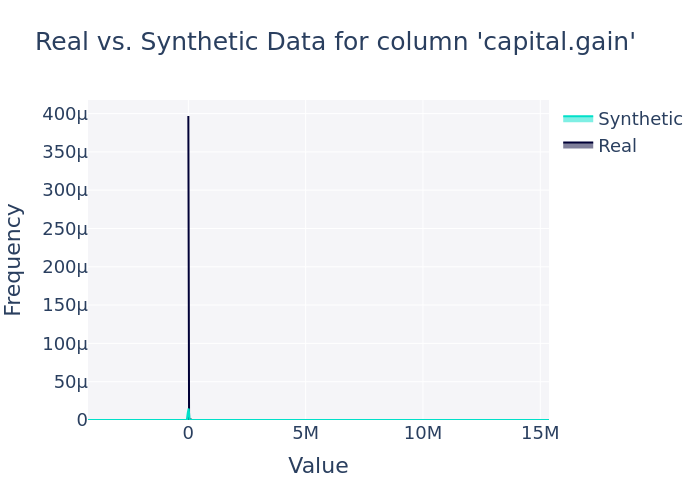 Real vs. Synthetic Data for column 'capital.gain'
Synthetic
Real
Frequency
400μ
350μ
300μ
250μ
200μ
150μ
100μ
50μ
0
0
5M
10M
15M
Value